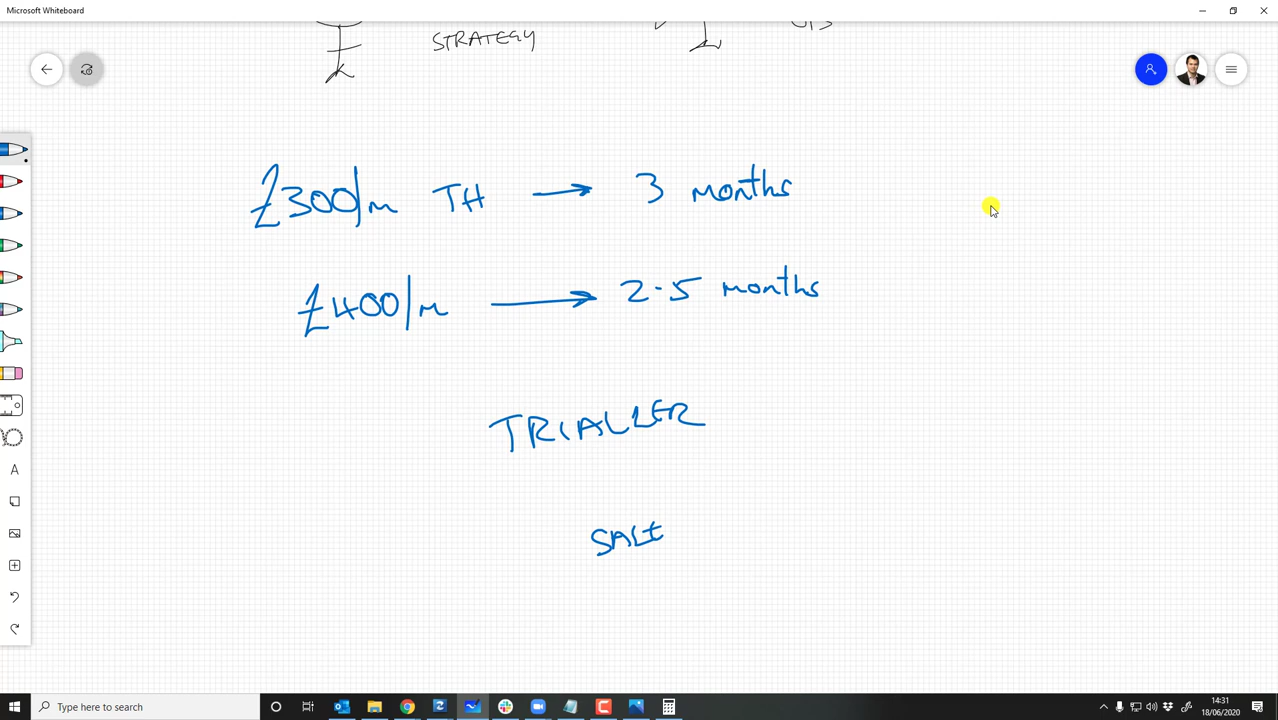 Microsoft Whiteboard
STRATEGY
£300/m TH → 3 months
£400/m → 2.5 months
TRIALLER
SALE
A
Type here to search
14:31
18/06/2020